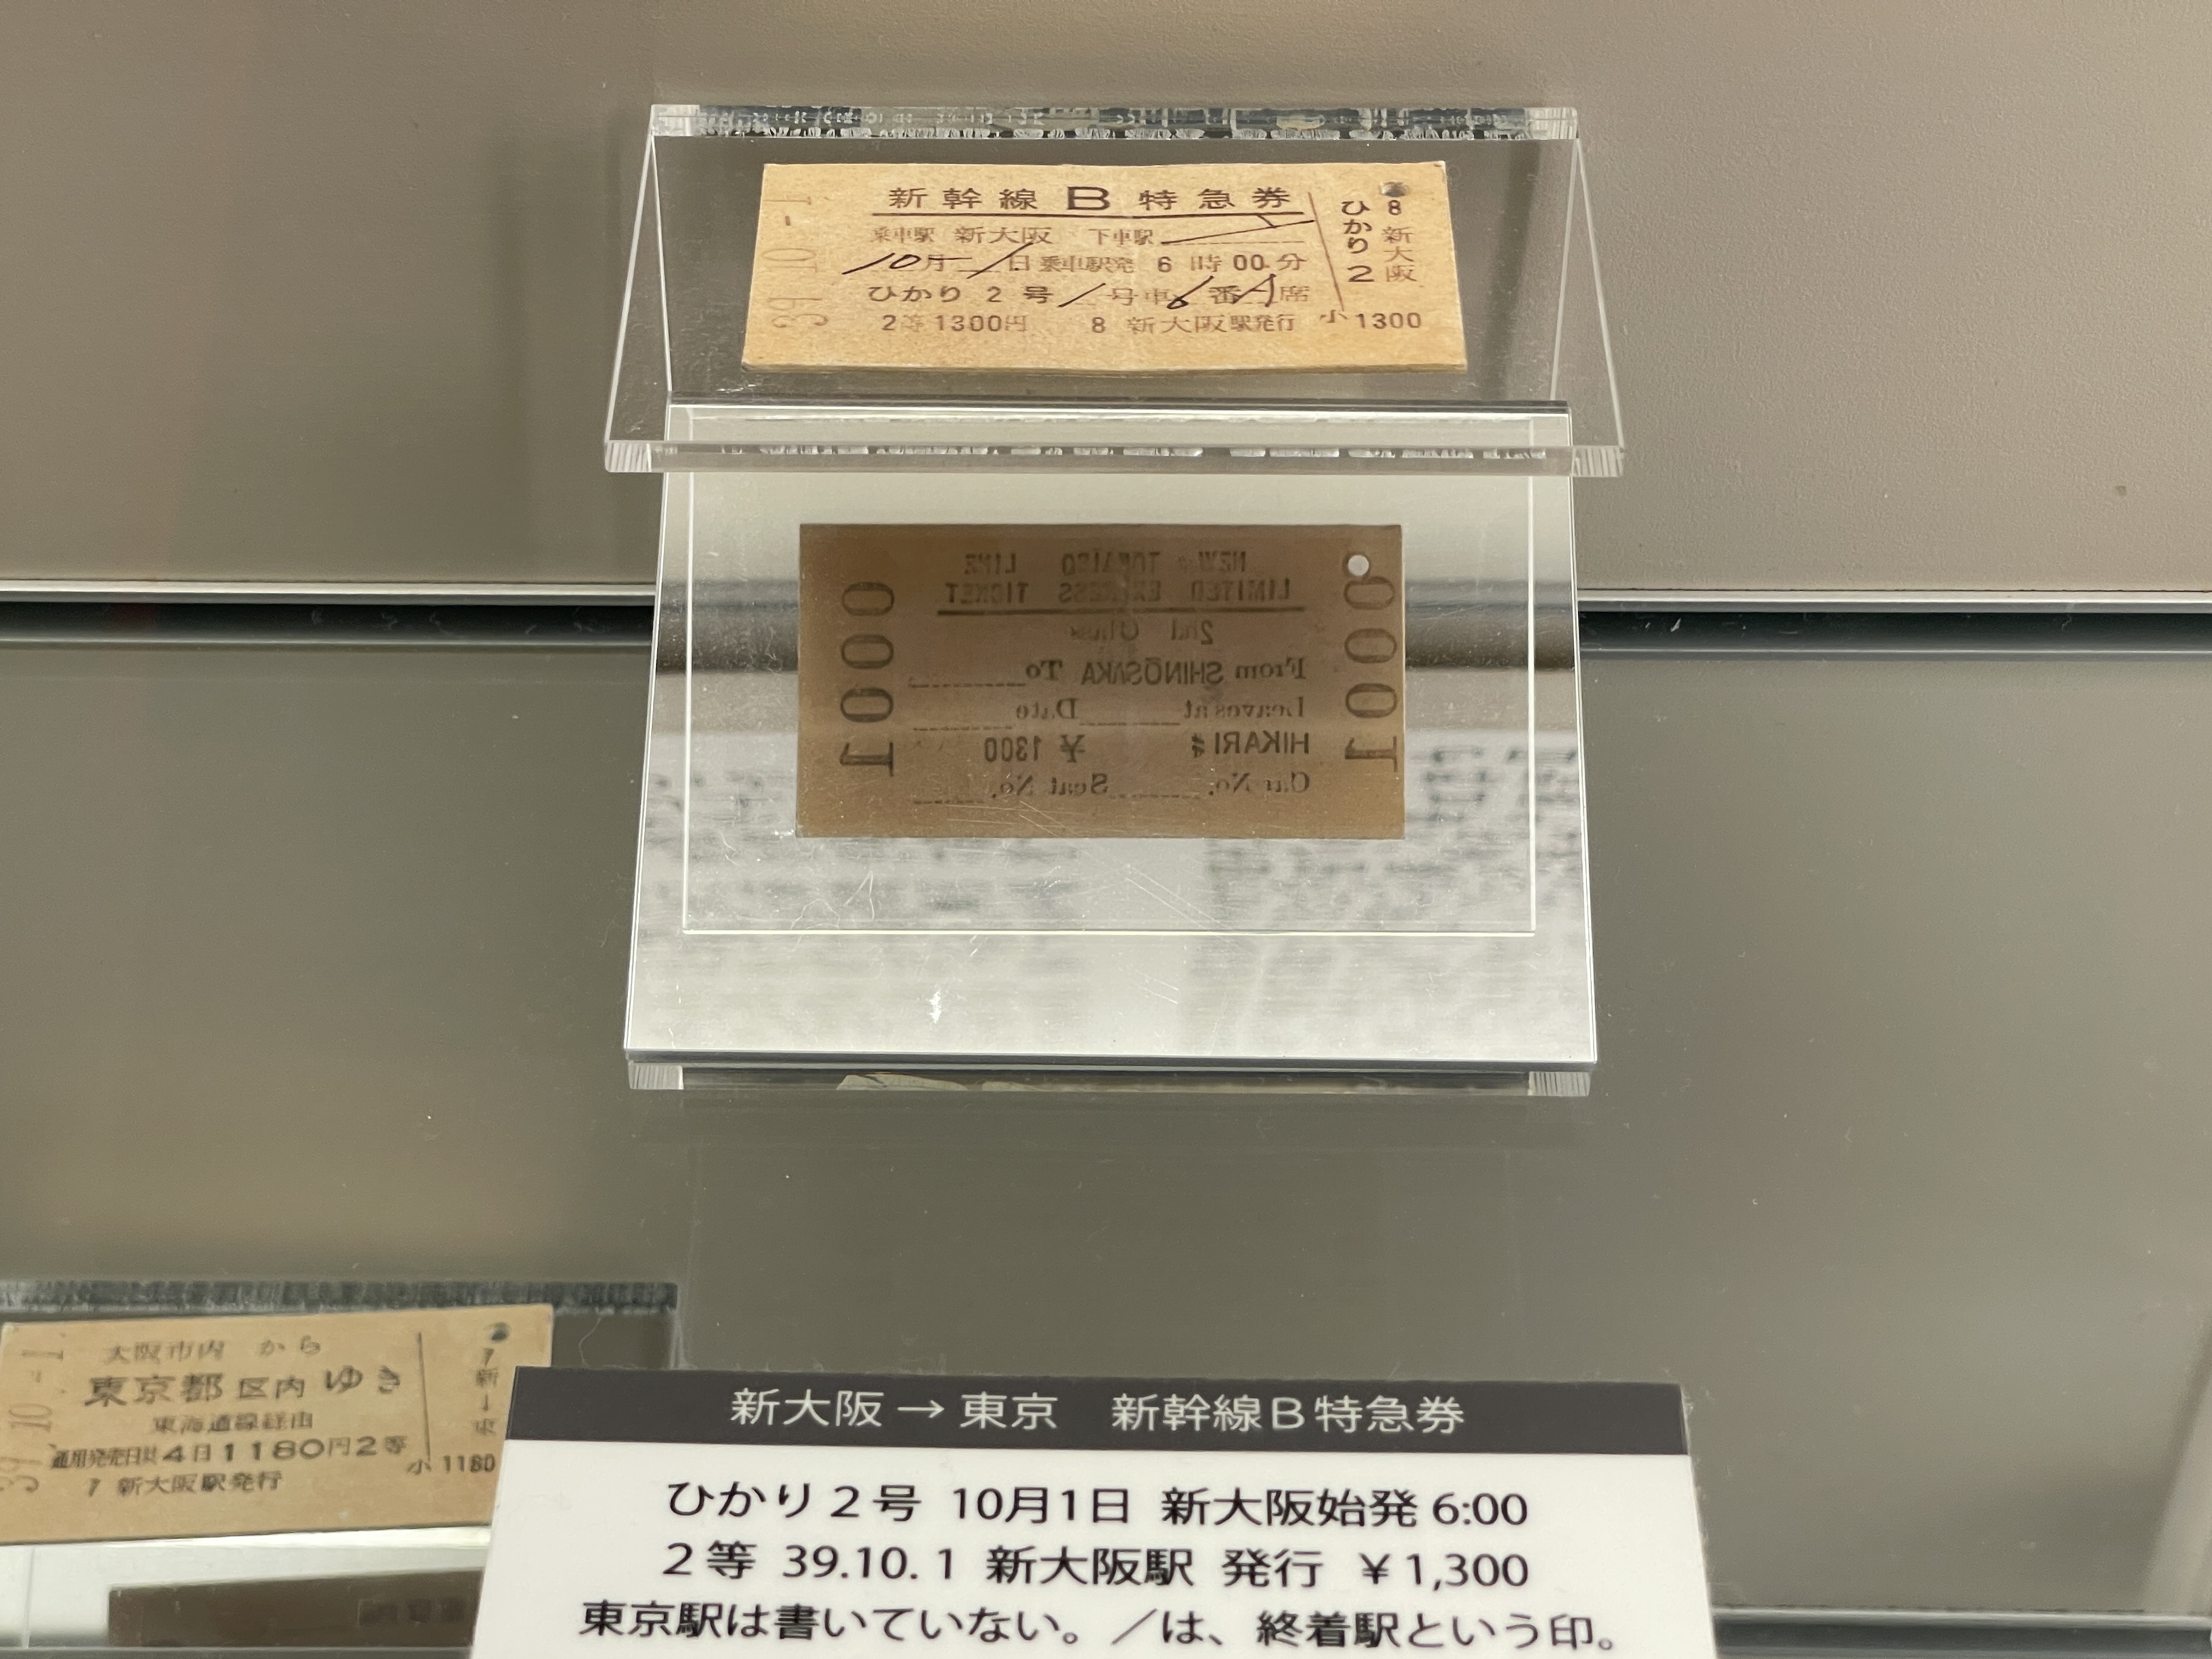 新幹線 B 特急券
乗車駅 新大阪 下車駅
10月 1日 乗車駅発 6時00分
ひかり 2号 1号車 6番A席
2等 1300円 8 新大阪駅発行
39.10.-1.
8 新大阪
ひかり 2
小 1300
NEW TOKAIDO LINE
LIMITED EXPRESS TICKET
2nd Class
From SHINŌSAKA To
Leaves at Date
HIKARI # ¥1300
Car No. Seat No.
0001
0001
39.10.-1.
大阪市内 から
東京都区内 ゆき
東海道線経由
通用発売日共4日1180円2等
7 新大阪駅発行
7 新→東
小 1180
新大阪→東京 新幹線B特急券
ひかり2号 10月1日 新大阪始発 6:00
2等 39.10.1 新大阪駅 発行 ¥1,300
東京駅は書いていない。／は、終着駅という印。